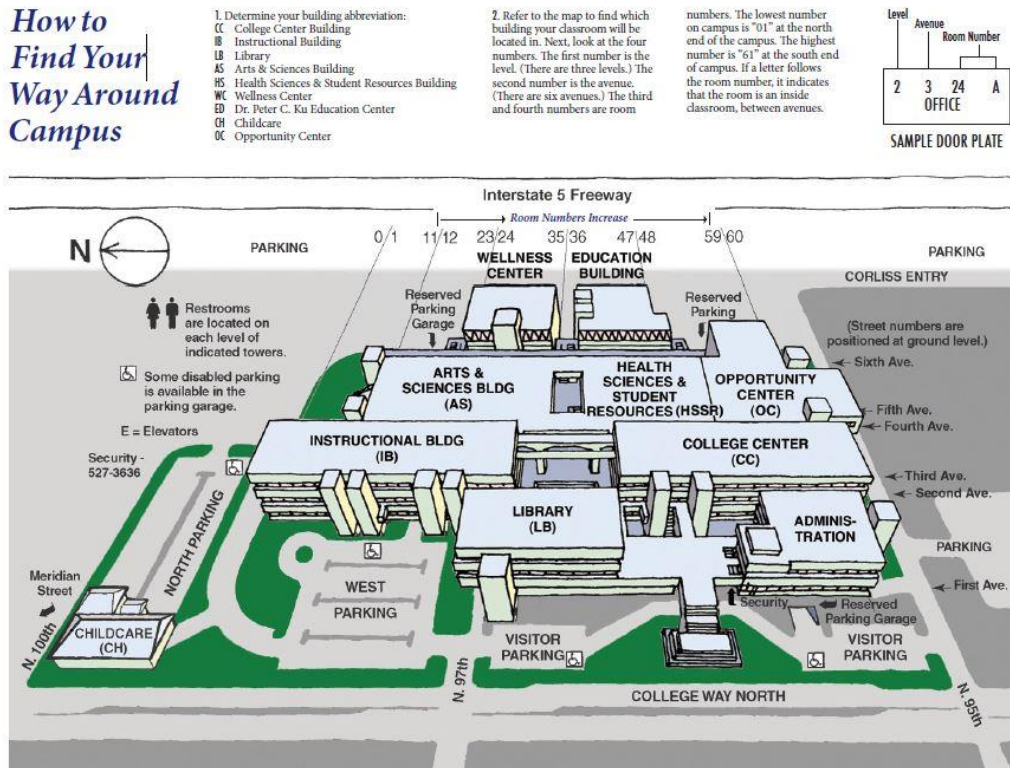 How to
Find Your
Way Around
Campus
1. Determine your building abbreviation:
CC College Center Building
IB Instructional Building
LB Library
AS Arts & Sciences Building
HS Health Sciences & Student Resources Building
WC Wellness Center
ED Dr. Peter C. Ku Education Center
CH Childcare
OC Opportunity Center
2. Refer to the map to find which
building your classroom will be
located in. Next, look at the four
numbers. The first number is the
level. (There are three levels.) The
second number is the avenue.
(There are six avenues.) The third
and fourth numbers are room
numbers. The lowest number
on campus is "01" at the north
end of the campus. The highest
number is "61" at the south end
of campus. If a letter follows
the room number, it indicates
that the room is an inside
classroom, between avenues.
Level
Avenue
Room Number
2 3 24 A
OFFICE
SAMPLE DOOR PLATE
Interstate 5 Freeway
Room Numbers Increase
0/1 11/12 23/24 35/36 47/48 59/60
N
PARKING
WELLNESS
CENTER
EDUCATION
BUILDING
PARKING
CORLISS ENTRY
Restrooms
are located on
each level of
indicated towers.
Reserved
Parking
Garage
Reserved
Parking
(Street numbers are
positioned at ground level.)
Some disabled parking
is available in the
parking garage.
E = Elevators
Security -
527-3636
ARTS &
SCIENCES BLDG
(AS)
HEALTH
SCIENCES &
STUDENT
RESOURCES (HSSR)
OPPORTUNITY
CENTER
(OC)
Sixth Ave.
Fifth Ave.
Fourth Ave.
INSTRUCTIONAL BLDG
(IB)
COLLEGE CENTER
(CC)
Third Ave.
Second Ave.
LIBRARY
(LB)
ADMINIS-
TRATION
NORTH PARKING
PARKING
Meridian
Street
WEST
PARKING
First Ave.
Security
Reserved
Parking Garage
N. 100th
CHILDCARE
(CH)
VISITOR
PARKING
VISITOR
PARKING
N. 97th
COLLEGE WAY NORTH
N. 95th